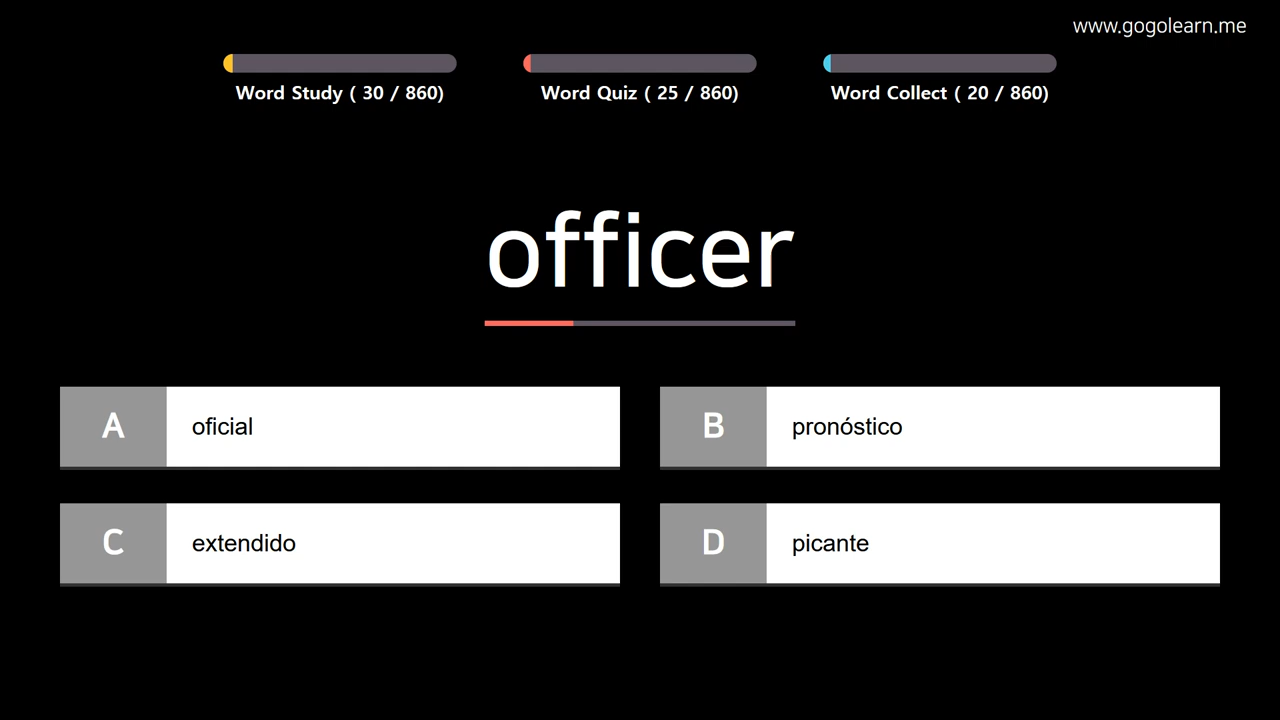 www.gogolearn.me
Word Study ( 30 / 860)
Word Quiz ( 25 / 860)
Word Collect ( 20 / 860)
officer
A oficial
B pronóstico
C extendido
D picante